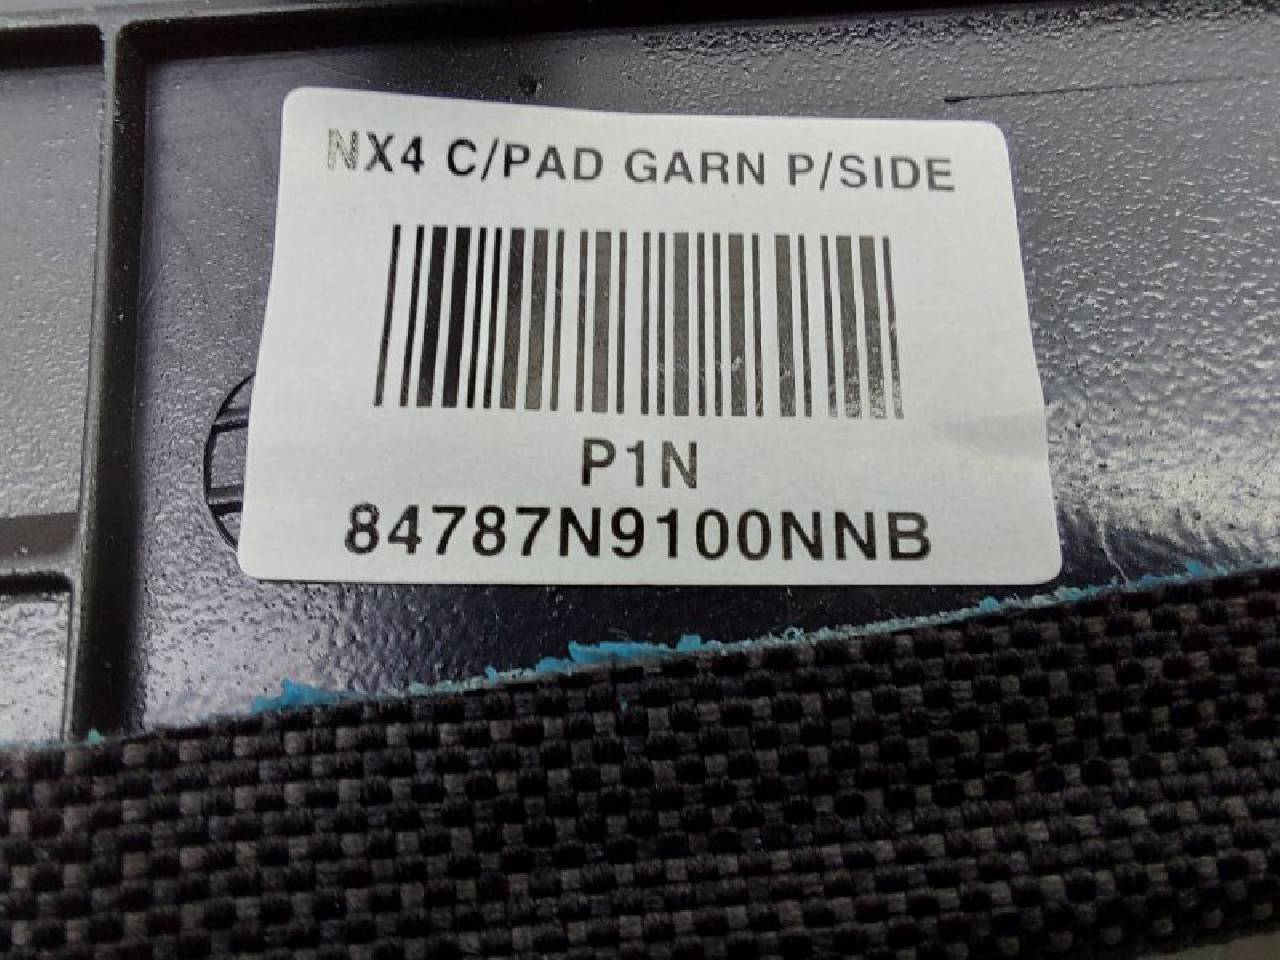 NX4 C/PAD GARN P/SIDE
P1N
84787N9100NNB